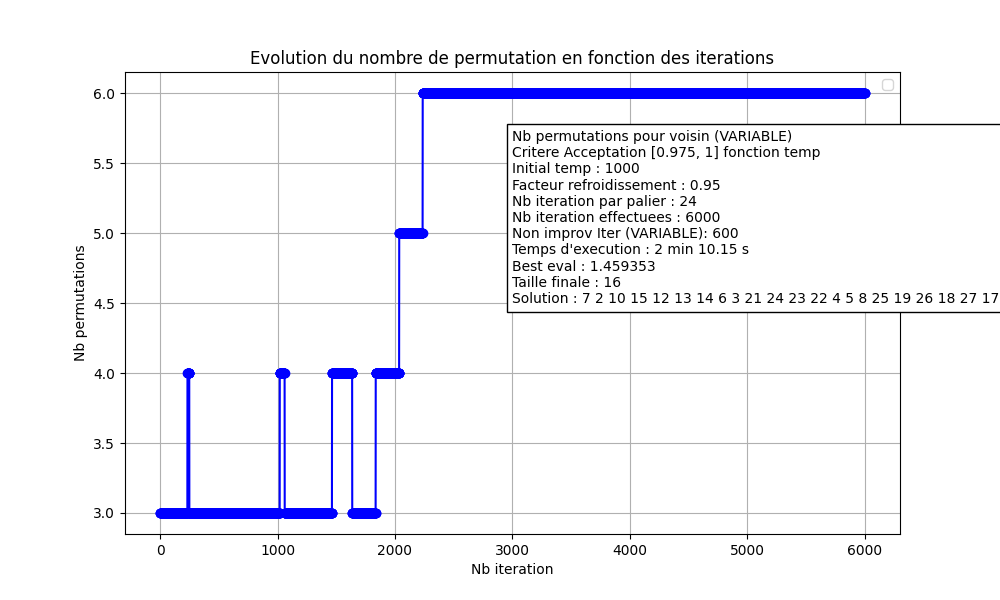 Evolution du nombre de permutation en fonction des iterations
6.0
5.5
5.0
4.5
4.0
3.5
3.0
Nb permutations
Nb permutations pour voisin (VARIABLE)
Critere Acceptation [0.975, 1] fonction temp
Initial temp : 1000
Facteur refroidissement : 0.95
Nb iteration par palier : 24
Nb iteration effectuees : 6000
Non improv Iter (VARIABLE): 600
Temps d'execution : 2 min 10.15 s
Best eval : 1.459353
Taille finale : 16
Solution : 7 2 10 15 12 13 14 6 3 21 24 23 22 4 5 8 25 19 26 18 27 17
0 1000 2000 3000 4000 5000 6000
Nb iteration